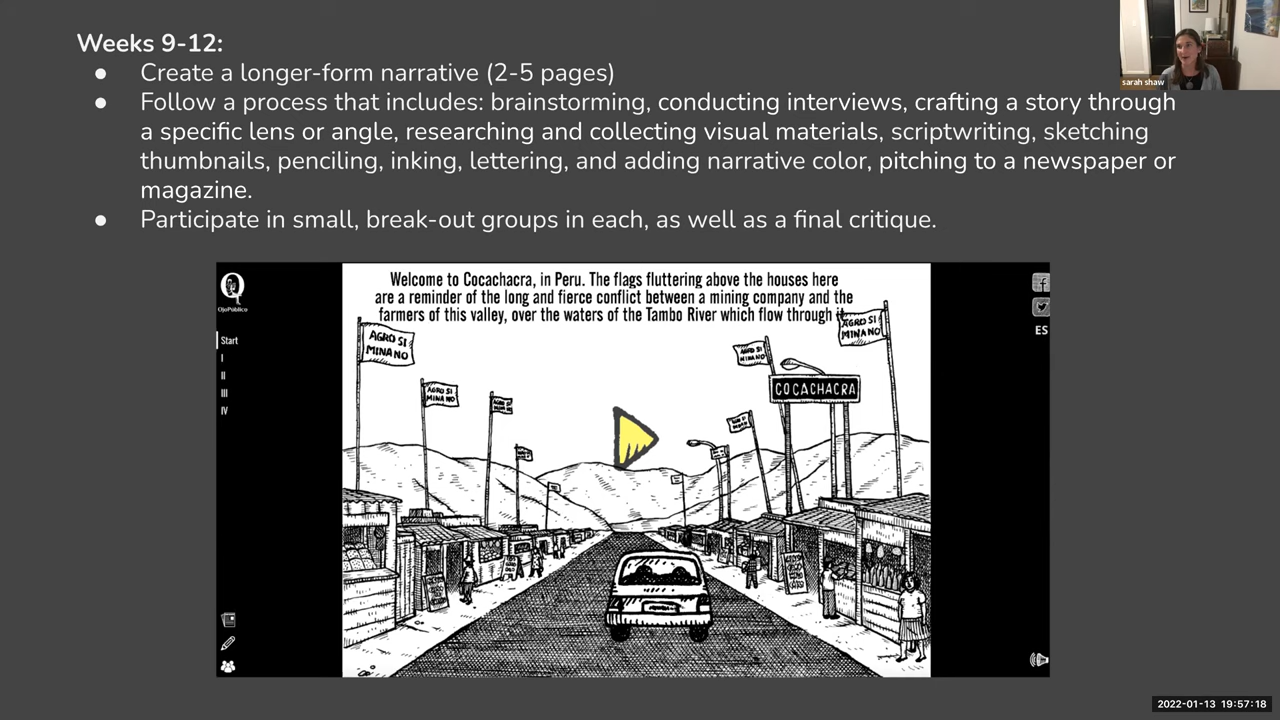 Weeks 9-12:
● Create a longer-form narrative (2-5 pages)
● Follow a process that includes: brainstorming, conducting interviews, crafting a story through
a specific lens or angle, researching and collecting visual materials, scriptwriting, sketching
thumbnails, penciling, inking, lettering, and adding narrative color, pitching to a newspaper or
magazine.
● Participate in small, break-out groups in each, as well as a final critique.
sarah shaw
OjoPúblico
Start
I
II
III
IV
Welcome to Cocachacra, in Peru. The flags fluttering above the houses here
are a reminder of the long and fierce conflict between a mining company and the
farmers of this valley, over the waters of the Tambo River which flow through it.
ES
AGRO SI
MINA NO
AGRO SI
MINA NO
AGRO SI
MINA NO
AGRO SI
MINA NO
COCACHACRA
2022-01-13 19:57:18